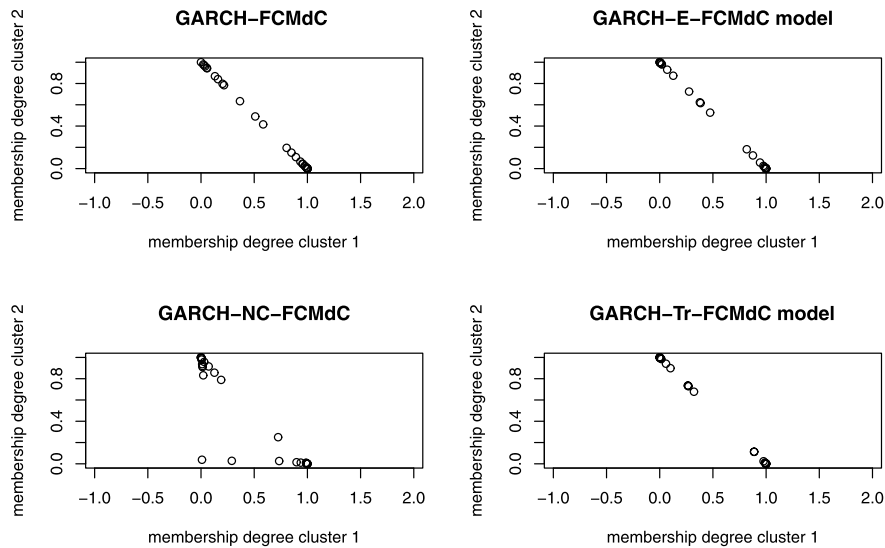 GARCH−FCMdC
membership degree cluster 2
0.0 0.4 0.8
−1.0 −0.5 0.0 0.5 1.0 1.5 2.0
membership degree cluster 1
GARCH−E−FCMdC model
membership degree cluster 2
0.0 0.4 0.8
−1.0 −0.5 0.0 0.5 1.0 1.5 2.0
membership degree cluster 1
GARCH−NC−FCMdC
membership degree cluster 2
0.0 0.4 0.8
−1.0 −0.5 0.0 0.5 1.0 1.5 2.0
membership degree cluster 1
GARCH−Tr−FCMdC model
membership degree cluster 2
0.0 0.4 0.8
−1.0 −0.5 0.0 0.5 1.0 1.5 2.0
membership degree cluster 1